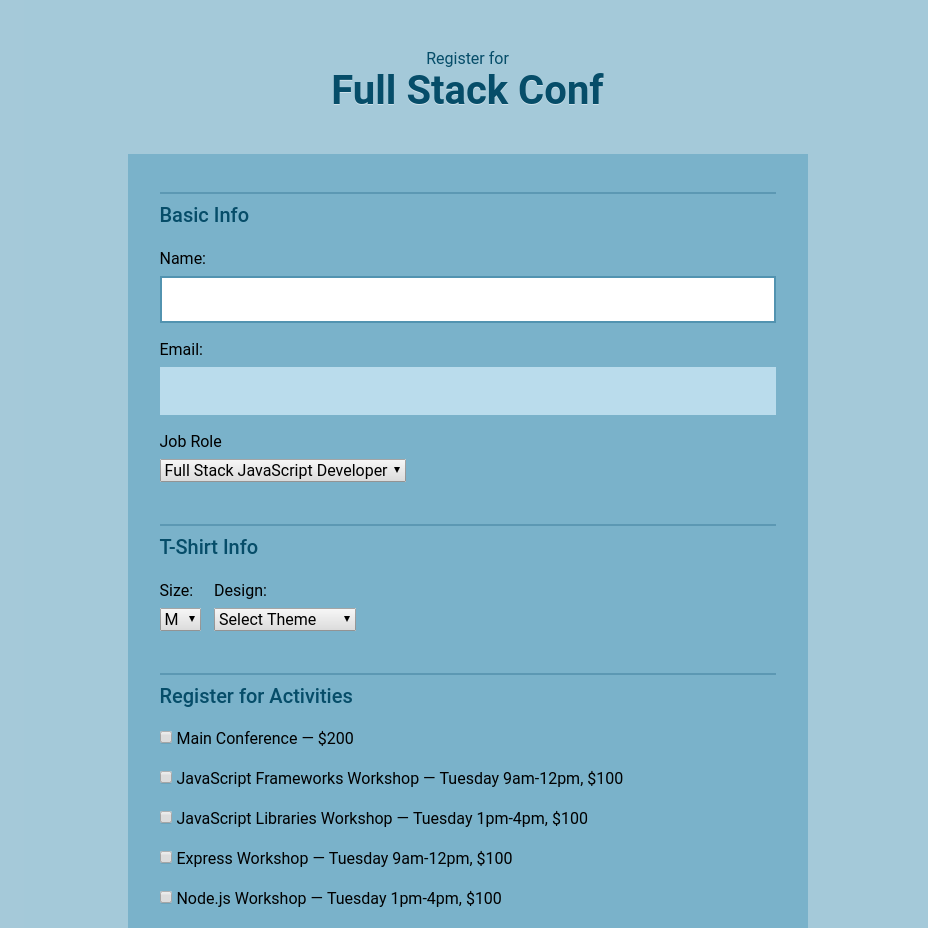 Register for
Full Stack Conf
Basic Info
Name:
Email:
Job Role
Full Stack JavaScript Developer
T-Shirt Info
Size: Design:
M Select Theme
Register for Activities
Main Conference — $200
JavaScript Frameworks Workshop — Tuesday 9am-12pm, $100
JavaScript Libraries Workshop — Tuesday 1pm-4pm, $100
Express Workshop — Tuesday 9am-12pm, $100
Node.js Workshop — Tuesday 1pm-4pm, $100